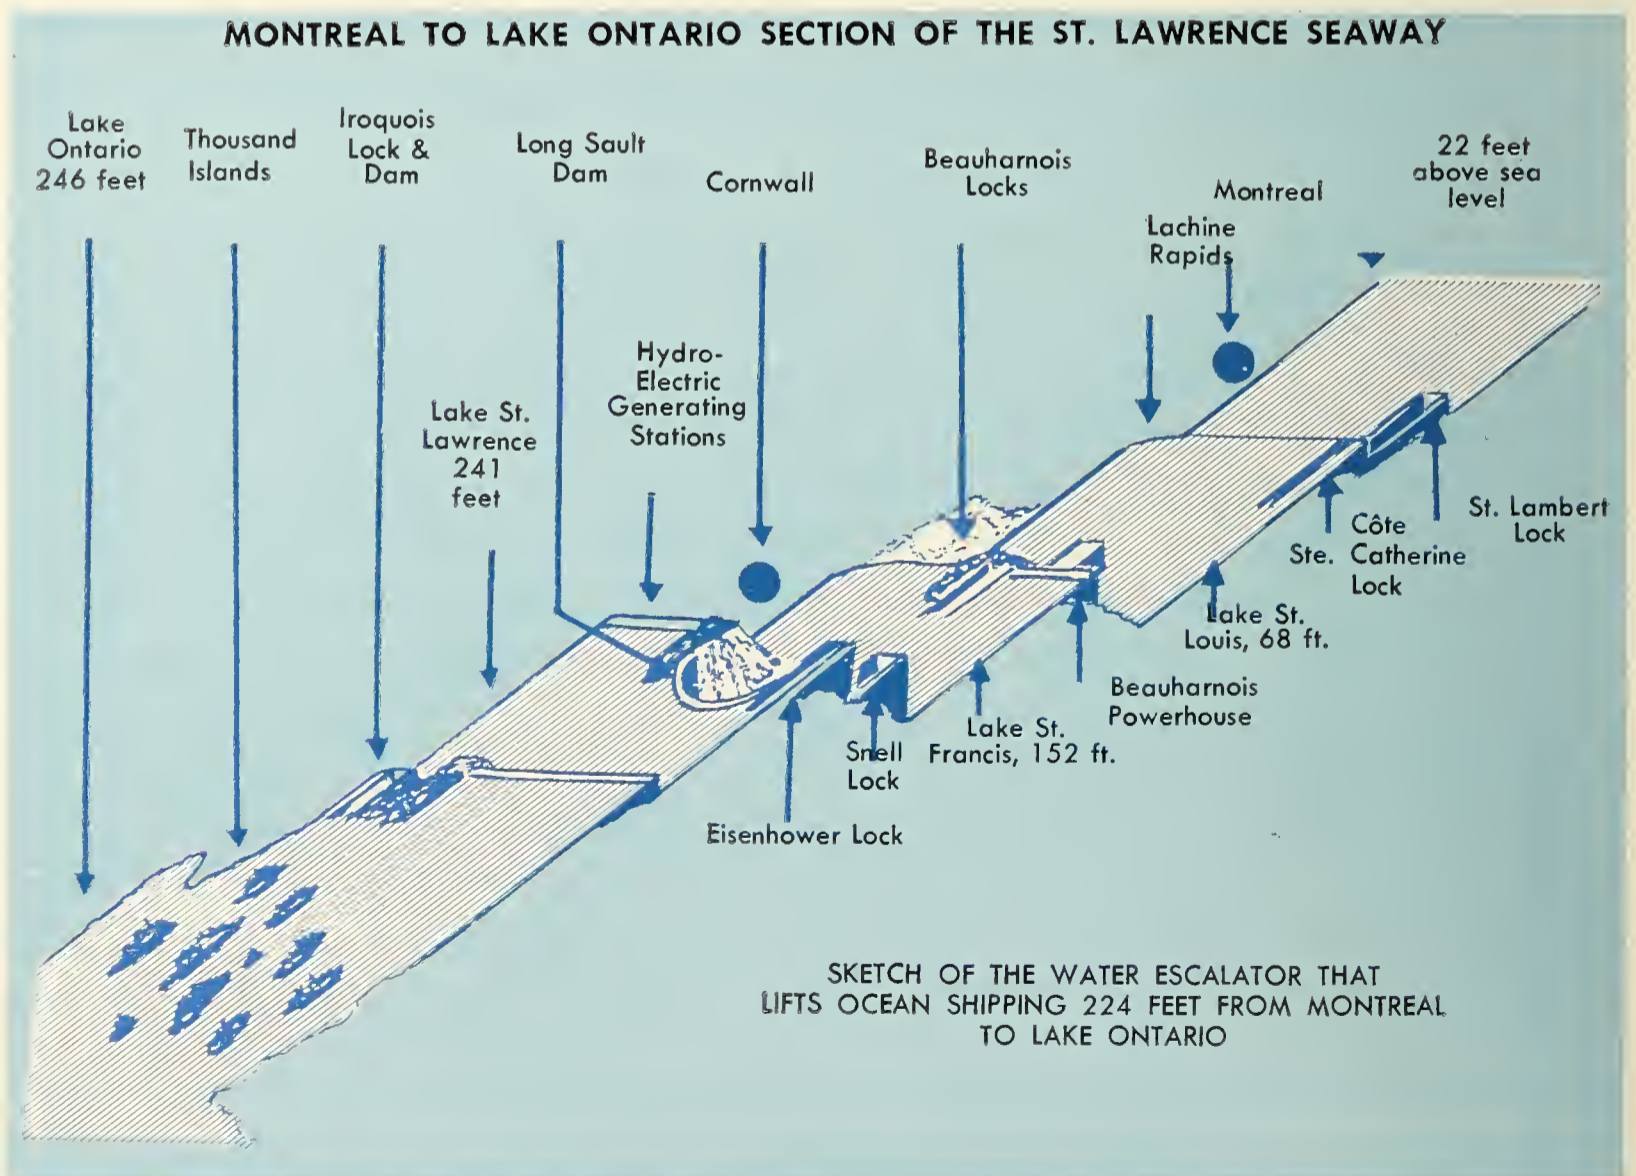 MONTREAL TO LAKE ONTARIO SECTION OF THE ST. LAWRENCE SEAWAY
Lake
Ontario
246 feet
Thousand
Islands
Iroquois
Lock &
Dam
Long Sault
Dam
Cornwall
Beauharnois
Locks
Montreal
22 feet
above sea
level
Lachine
Rapids
Hydro-
Electric
Generating
Stations
Lake St.
Lawrence
241
feet
St. Lambert
Lock
Côte
Ste. Catherine
Lock
Lake St.
Louis, 68 ft.
Beauharnois
Powerhouse
Lake St.
Francis, 152 ft.
Snell
Lock
Eisenhower Lock
SKETCH OF THE WATER ESCALATOR THAT
LIFTS OCEAN SHIPPING 224 FEET FROM MONTREAL
TO LAKE ONTARIO